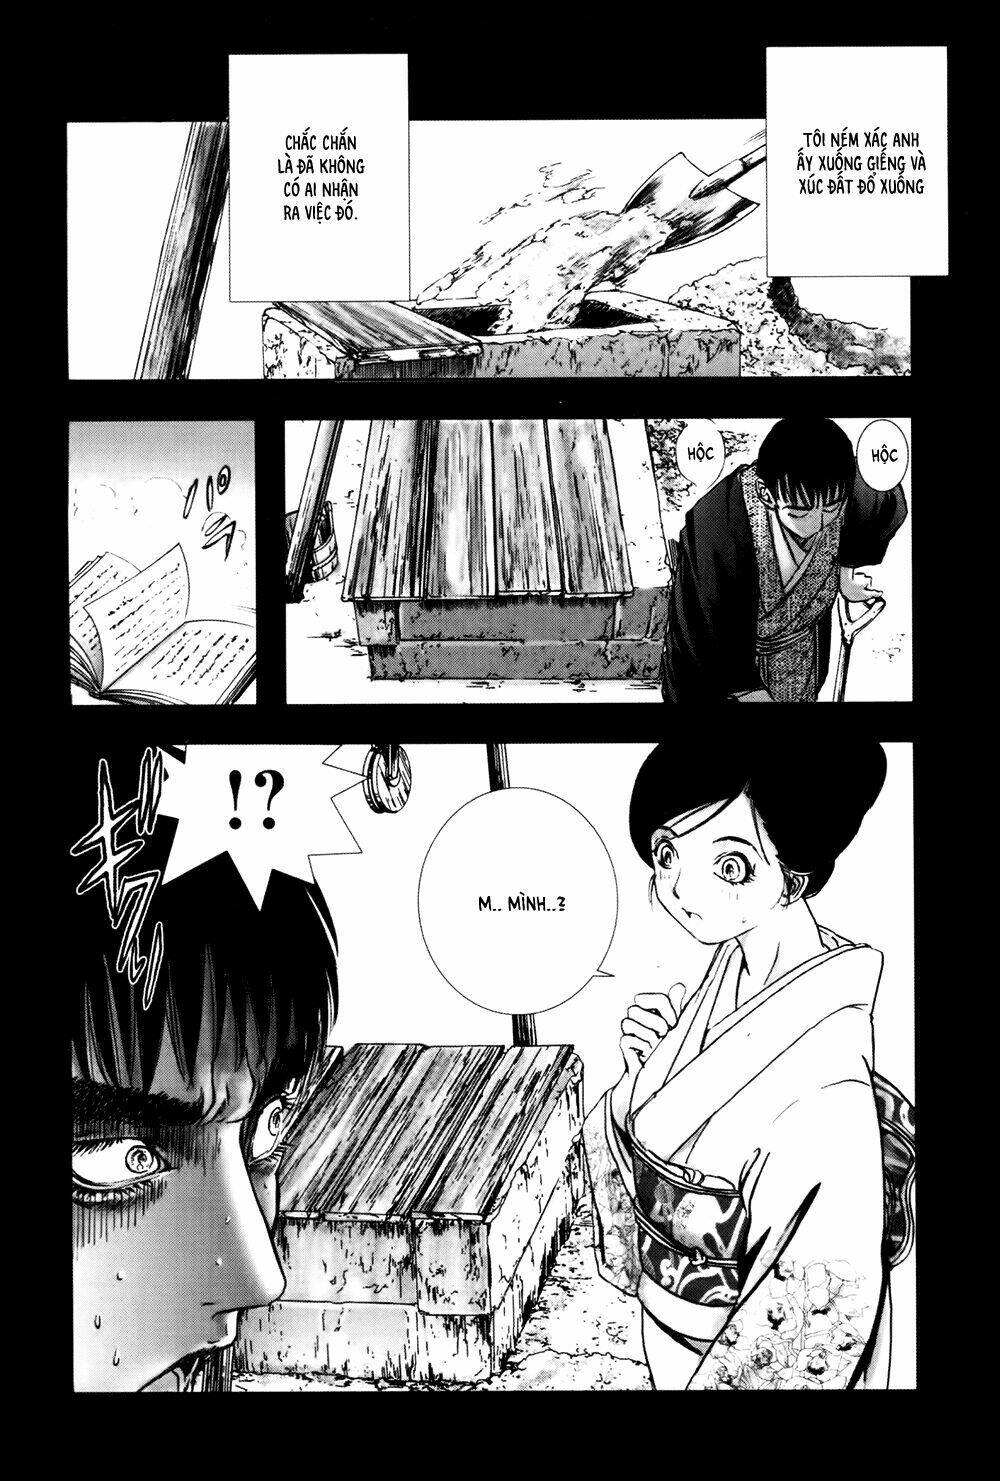 TÔI NÉM XÁC ANH
ẤY XUỐNG GIẾNG VÀ
XÚC ĐẤT ĐỔ XUỐNG
CHẮC CHẮN
LÀ ĐÃ KHÔNG
CÓ AI NHẬN
RA VIỆC ĐÓ.
HỘC
HỘC
!?
M.. MÌNH..?